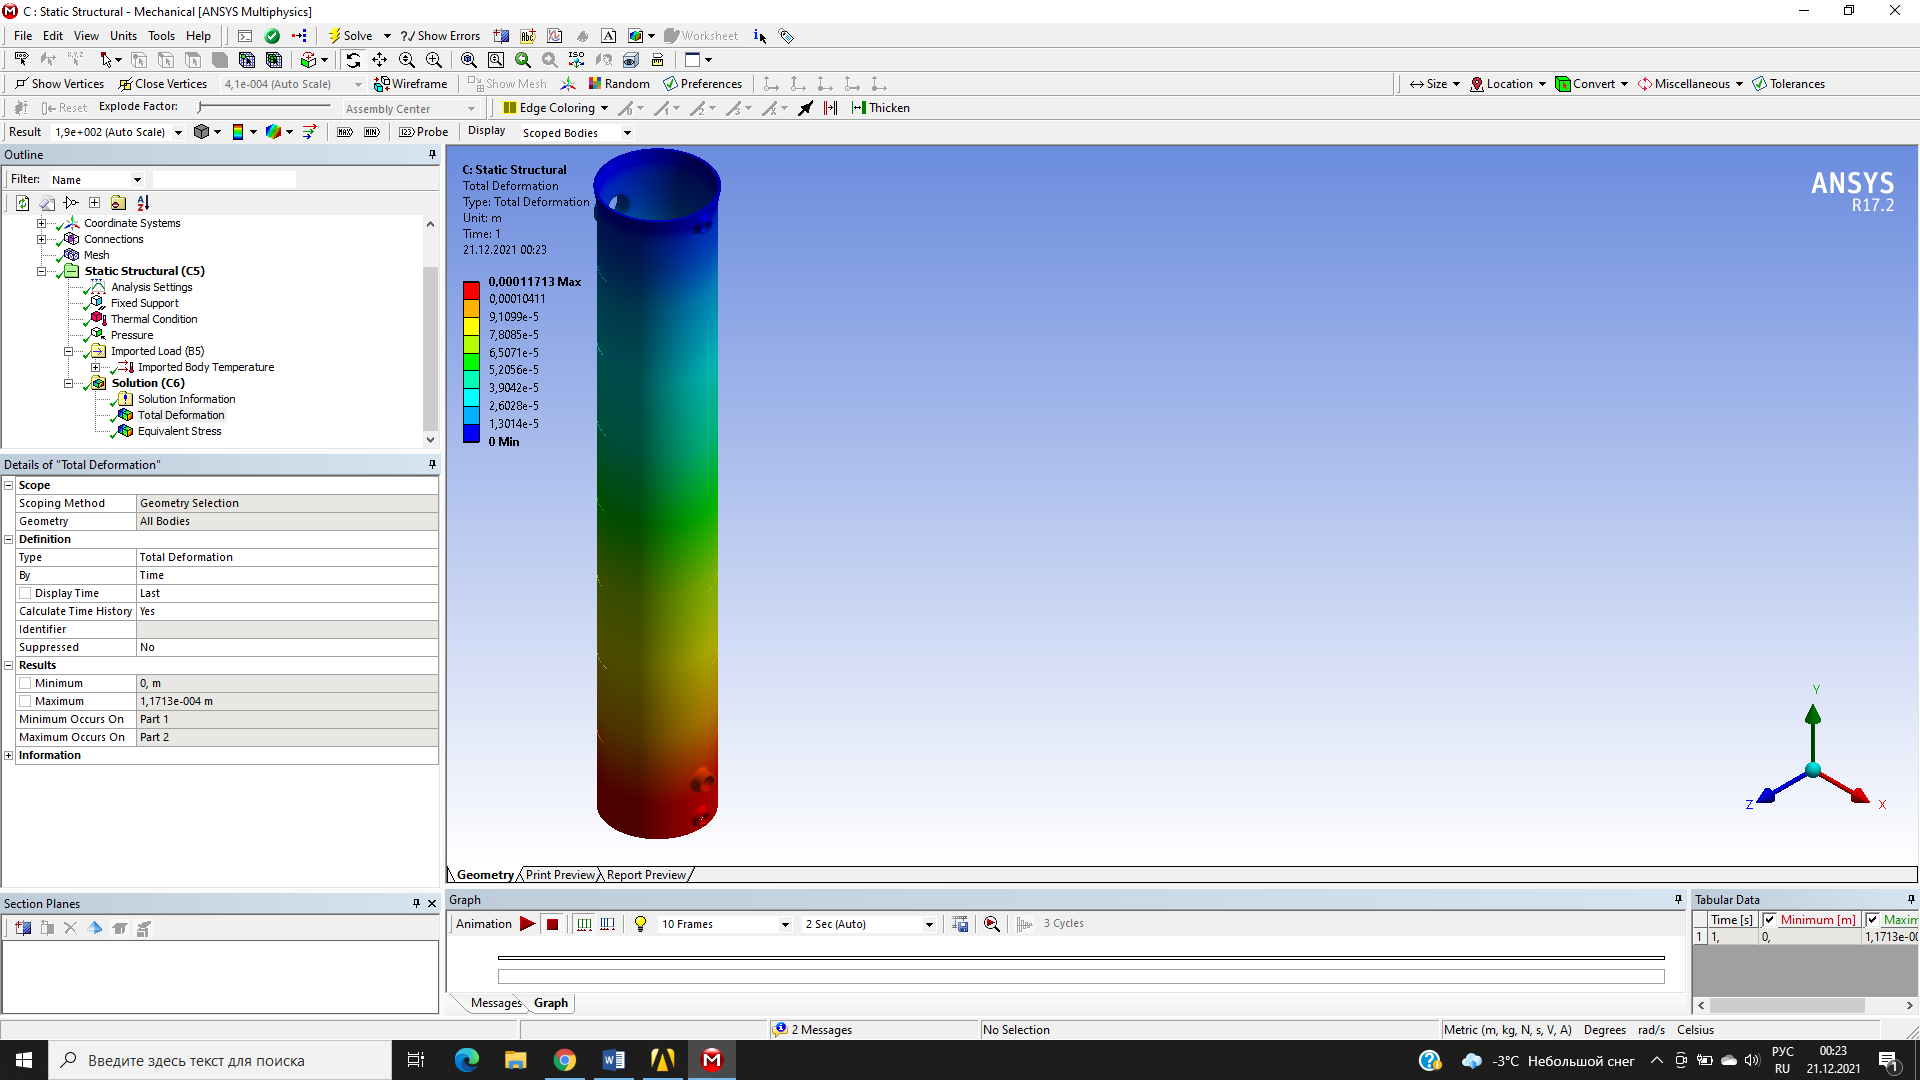 C : Static Structural - Mechanical [ANSYS Multiphysics]
File Edit View Units Tools Help Solve ?/ Show Errors Worksheet
Show Vertices Close Vertices 4,1e-004 (Auto Scale) Wireframe Show Mesh Random Preferences Size Location Convert Miscellaneous Tolerances
Reset Explode Factor: Assembly Center Edge Coloring Thicken
Result 1,9e+002 (Auto Scale) MAX MIN Probe Display Scoped Bodies
Outline
Filter: Name
Coordinate Systems
Connections
Mesh
Static Structural (C5)
Analysis Settings
Fixed Support
Thermal Condition
Pressure
Imported Load (B5)
Imported Body Temperature
Solution (C6)
Solution Information
Total Deformation
Equivalent Stress
Details of "Total Deformation"
Scope
Scoping Method Geometry Selection
Geometry All Bodies
Definition
Type Total Deformation
By Time
Display Time Last
Calculate Time History Yes
Identifier
Suppressed No
Results
Minimum 0, m
Maximum 1,1713e-004 m
Minimum Occurs On Part 1
Maximum Occurs On Part 2
Information
Section Planes
C: Static Structural
Total Deformation
Type: Total Deformation
Unit: m
Time: 1
21.12.2021 00:23
0,00011713 Max
0,00010411
9,1099e-5
7,8085e-5
6,5071e-5
5,2056e-5
3,9042e-5
2,6028e-5
1,3014e-5
0 Min
ANSYS
R17.2
Y
Z
X
Geometry Print Preview Report Preview
Graph
Animation 10 Frames 2 Sec (Auto) 3 Cycles
Messages Graph
Tabular Data
Time [s] Minimum [m] Maxim
1 1, 0, 1,1713e-00
2 Messages No Selection Metric (m, kg, N, s, V, A) Degrees rad/s Celsius
Введите здесь текст для поиска
-3°C Небольшой снег
РУС
RU
00:23
21.12.2021
1